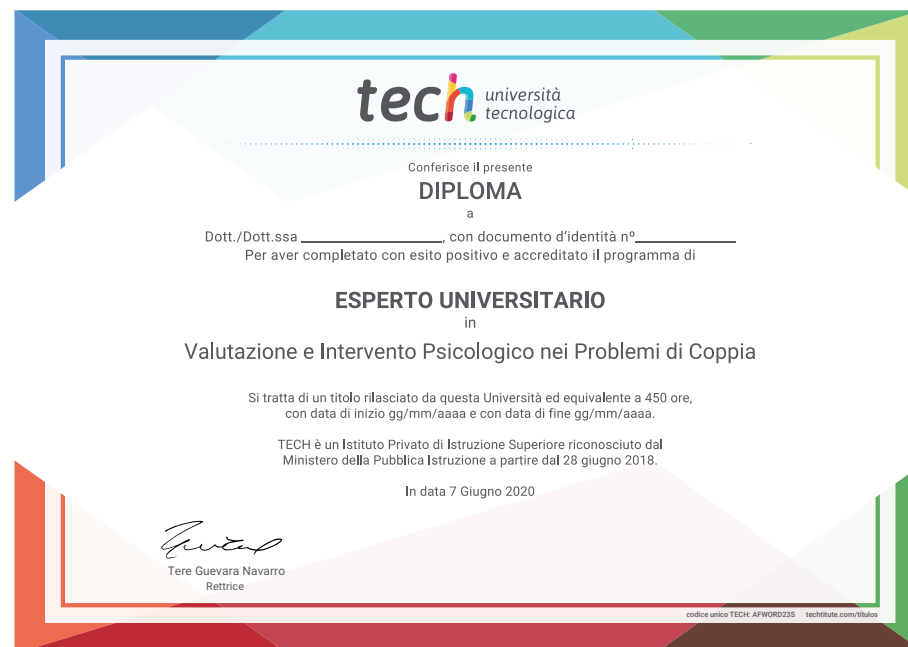 tech università
tecnologica
Conferisce il presente
DIPLOMA
a
Dott./Dott.ssa ____________________, con documento d'identità nº______________
Per aver completato con esito positivo e accreditato il programma di
ESPERTO UNIVERSITARIO
in
Valutazione e Intervento Psicologico nei Problemi di Coppia
Si tratta di un titolo rilasciato da questa Università ed equivalente a 450 ore,
con data di inizio gg/mm/aaaa e con data di fine gg/mm/aaaa.
TECH è un Istituto Privato di Istruzione Superiore riconosciuto dal
Ministero della Pubblica Istruzione a partire dal 28 giugno 2018.
In data 7 Giugno 2020
Tere Guevara Navarro
Rettrice
codice unico TECH: AFWORD23S techtitute.com/titulos